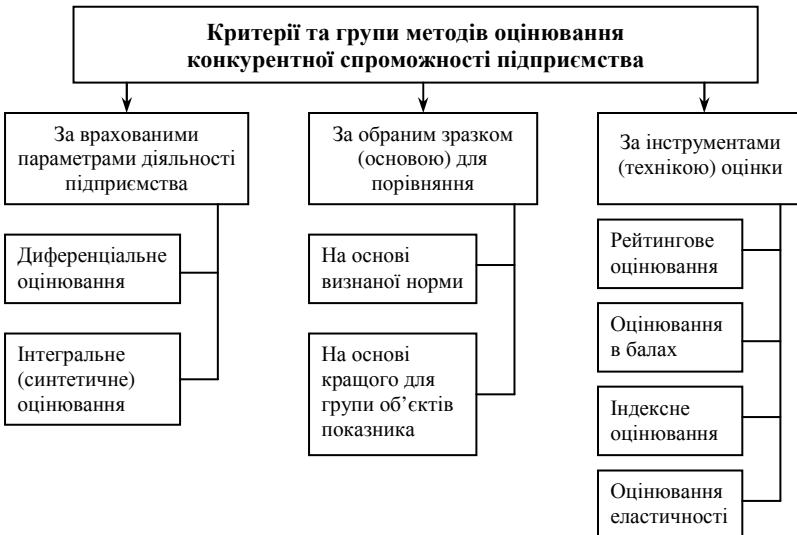 Критерії та групи методів оцінювання
конкурентної спроможності підприємства
За врахованими
параметрами діяльності
підприємства
Диференціальне
оцінювання
Інтегральне
(синтетичне)
оцінювання
За обраним зразком
(основою) для
порівняння
На основі
визнаної норми
На основі
кращого для
групи об’єктів
показника
За інструментами
(технікою) оцінки
Рейтингове
оцінювання
Оцінювання
в балах
Індексне
оцінювання
Оцінювання
еластичності